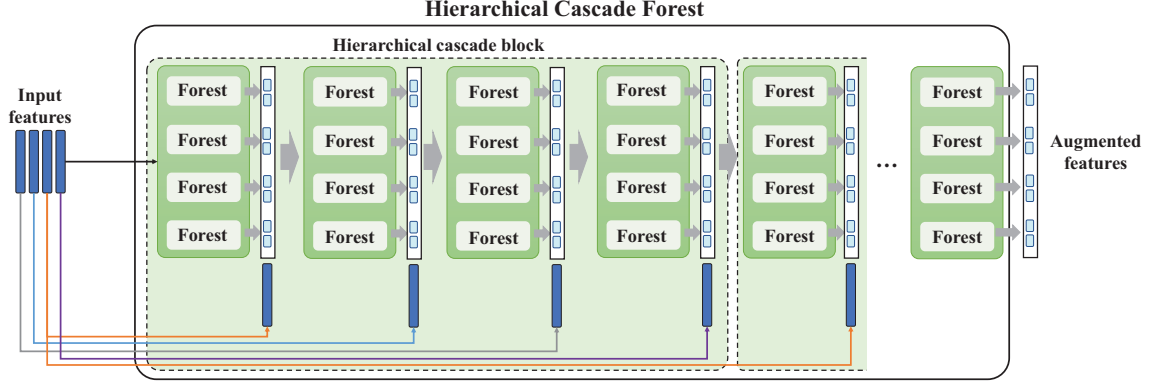 Hierarchical Cascade Forest
Hierarchical cascade block
Input
features
Forest Forest Forest Forest Forest Forest
Forest Forest Forest Forest Forest Forest
Forest Forest Forest Forest Forest Forest
Forest Forest Forest Forest Forest Forest
...
Augmented
features